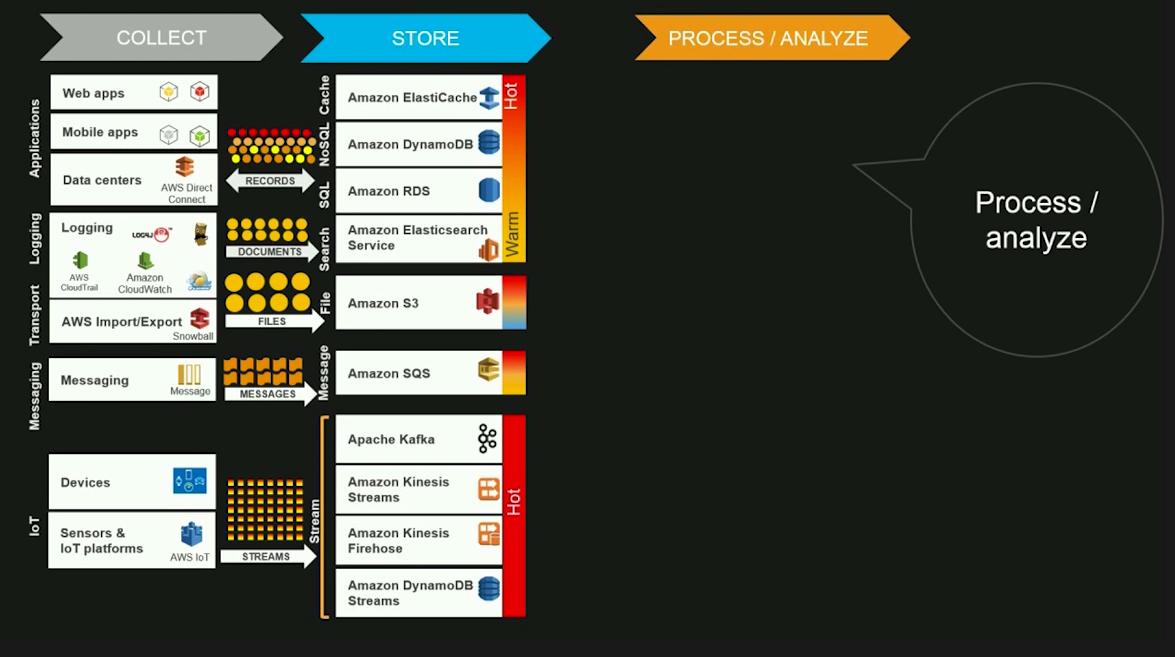 COLLECT
STORE
PROCESS / ANALYZE
Applications
Web apps
Mobile apps
Data centers
AWS Direct
Connect
Logging
Logging
LOG4J
AWS
CloudTrail
Amazon
CloudWatch
Transport
AWS Import/Export
Snowball
Messaging
Messaging
Message
IoT
Devices
Sensors &
IoT platforms
AWS IoT
RECORDS
DOCUMENTS
FILES
MESSAGES
STREAMS
Cache
NoSQL
SQL
Search
File
Message
Stream
Amazon ElastiCache
Amazon DynamoDB
Amazon RDS
Amazon Elasticsearch
Service
Hot
Warm
Amazon S3
Amazon SQS
Apache Kafka
Amazon Kinesis
Streams
Amazon Kinesis
Firehose
Amazon DynamoDB
Streams
Hot
Process /
analyze